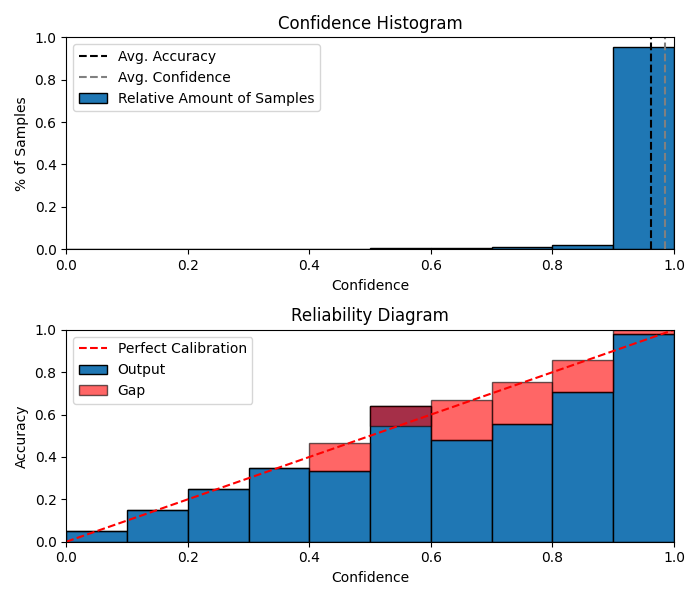 Confidence Histogram
1.0
0.8
0.6
0.4
0.2
0.0
% of Samples
Avg. Accuracy
Avg. Confidence
Relative Amount of Samples
0.0 0.2 0.4 0.6 0.8 1.0
Confidence
Reliability Diagram
1.0
0.8
0.6
0.4
0.2
0.0
Accuracy
Perfect Calibration
Output
Gap
0.0 0.2 0.4 0.6 0.8 1.0
Confidence